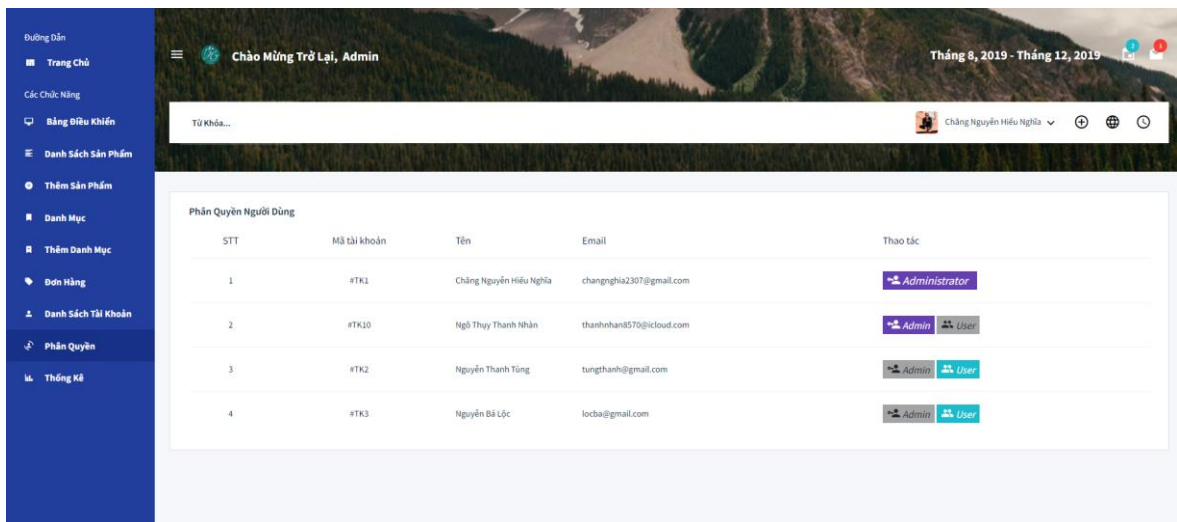 Đường Dẫn
Trang Chủ
Các Chức Năng
Bảng Điều Khiển
Danh Sách Sản Phẩm
Thêm Sản Phẩm
Danh Mục
Thêm Danh Mục
Đơn Hàng
Danh Sách Tài Khoản
Phân Quyền
Thống Kê
Chào Mừng Trở Lại, Admin
Tháng 8, 2019 - Tháng 12, 2019
Từ Khóa...
Chăng Nguyễn Hiếu Nghĩa
Phân Quyền Người Dùng
STT Mã tài khoản Tên Email Thao tác
1 #TK1 Chăng Nguyễn Hiếu Nghĩa changnghia2307@gmail.com Administrator
2 #TK10 Ngô Thụy Thanh Nhàn thanhnhan8570@icloud.com Admin User
3 #TK2 Nguyễn Thanh Tùng tungthanh@gmail.com Admin User
4 #TK3 Nguyễn Bá Lộc locba@gmail.com Admin User